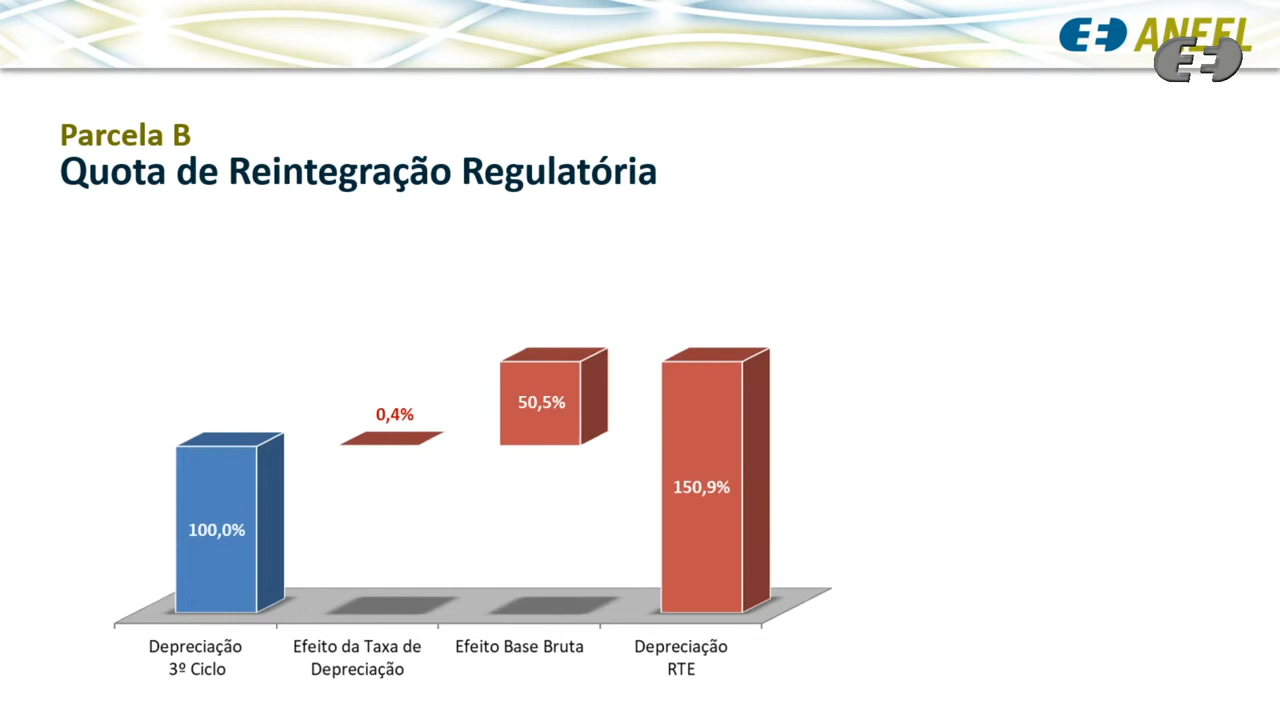 ANEEL
Parcela B
Quota de Reintegração Regulatória
0,4%
50,5%
150,9%
100,0%
Depreciação
3º Ciclo
Efeito da Taxa de
Depreciação
Efeito Base Bruta
Depreciação
RTE